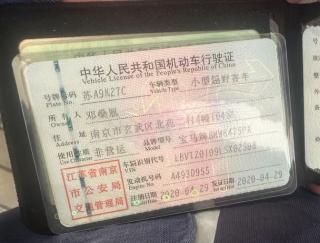 中华人民共和国机动车行驶证
Vehicle License of the People's Republic of China
号牌号码 苏A9K27C 车辆类型 小型越野客车
Plate No. Vehicle Type
所有人 邓
Owner
住址 南京市玄武区北苑
Address
使用性质 非营运 品牌型号 宝马牌
Use Character Model
车辆识别代号
VIN
江苏省南京市公安局交通管理局
发动机号码 A493D955
Engine No.
注册日期 2020-04-29 发证日期 2020-04-29